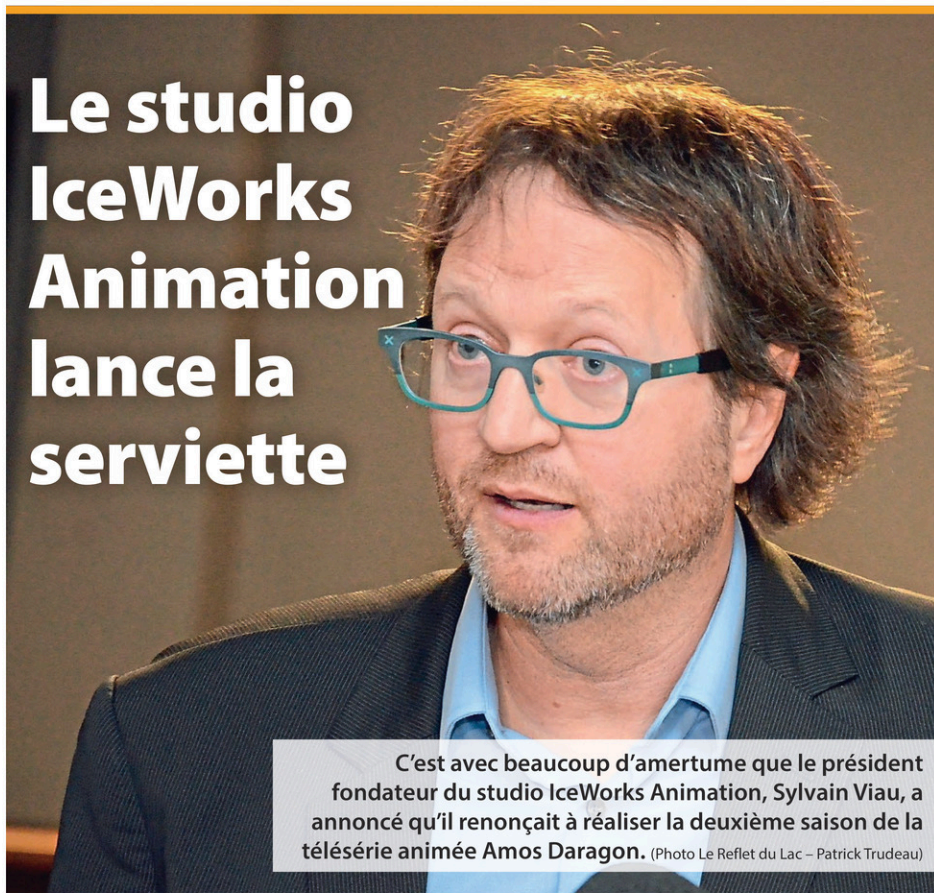 Le studio
IceWorks
Animation
lance la
serviette
C'est avec beaucoup d'amertume que le président
fondateur du studio IceWorks Animation, Sylvain Viau, a
annoncé qu'il renonçait à réaliser la deuxième saison de la
télésérie animée Amos Daragon. (Photo Le Reflet du Lac – Patrick Trudeau)